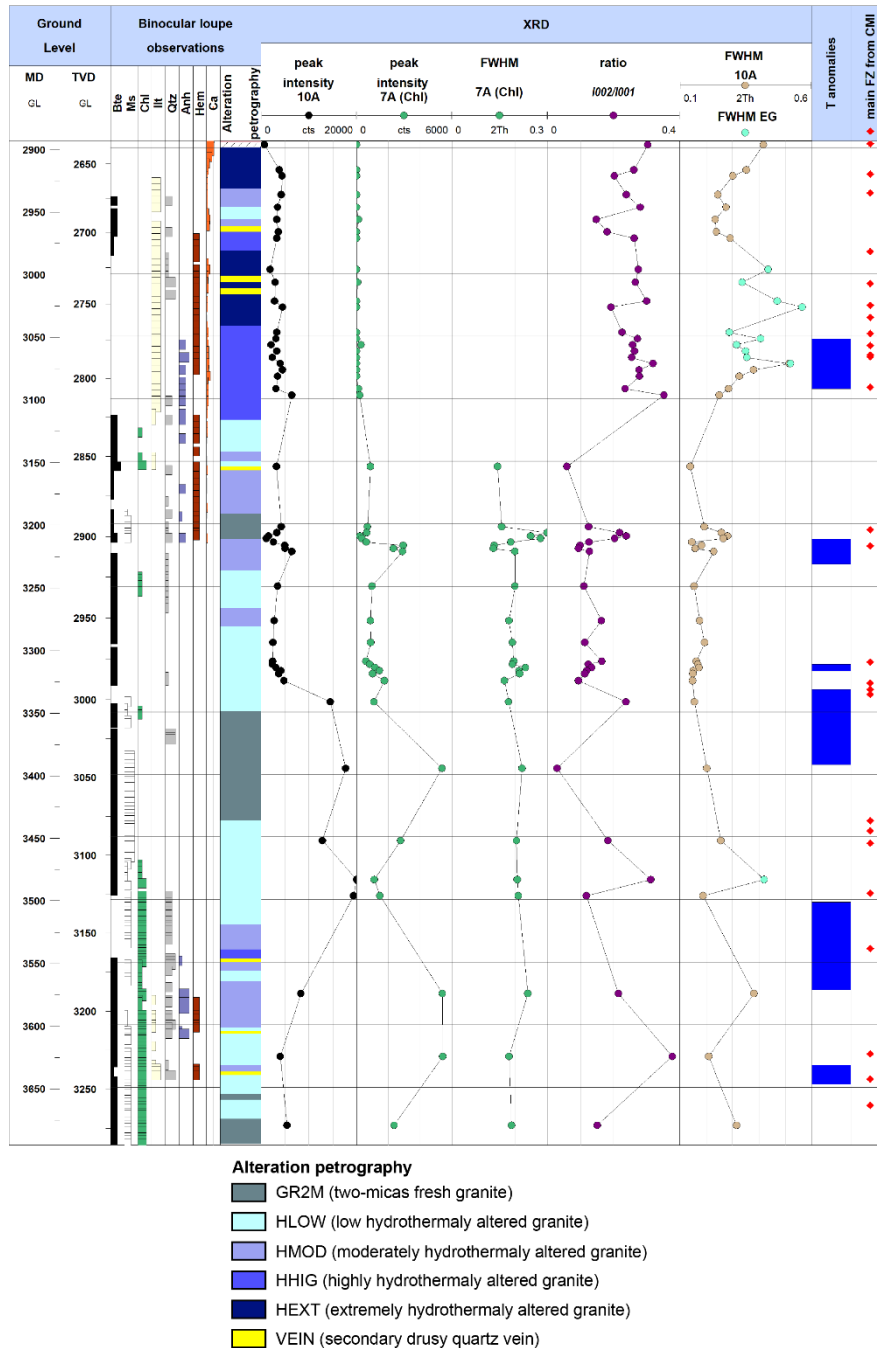 Ground
Level
Binocular loupe
observations
XRD
T anomalies
main FZ from CMI
MD
TVD
GL
GL
Bte
Ms
Chl
Ilt
Qtz
Anh
Hem
Ca
Alteration
petrography
peak
intensity
10A
0 cts 20000
peak
intensity
7A (Chl)
0 cts 6000
FWHM
7A (Chl)
0 2Th 0.3
ratio
I002/I001
0 0.4
FWHM
10A
0.1 2Th 0.6
FWHM EG
2900
2650
2950
2700
3000
2750
3050
2800
3100
2850
3150
3200
2900
3250
2950
3300
3000
3350
3400
3050
3450
3100
3500
3150
3550
3200
3600
3650
3250
Alteration petrography
GR2M (two-micas fresh granite)
HLOW (low hydrothermaly altered granite)
HMOD (moderately hydrothermaly altered granite)
HHIG (highly hydrothermaly altered granite)
HEXT (extremely hydrothermaly altered granite)
VEIN (secondary drusy quartz vein)